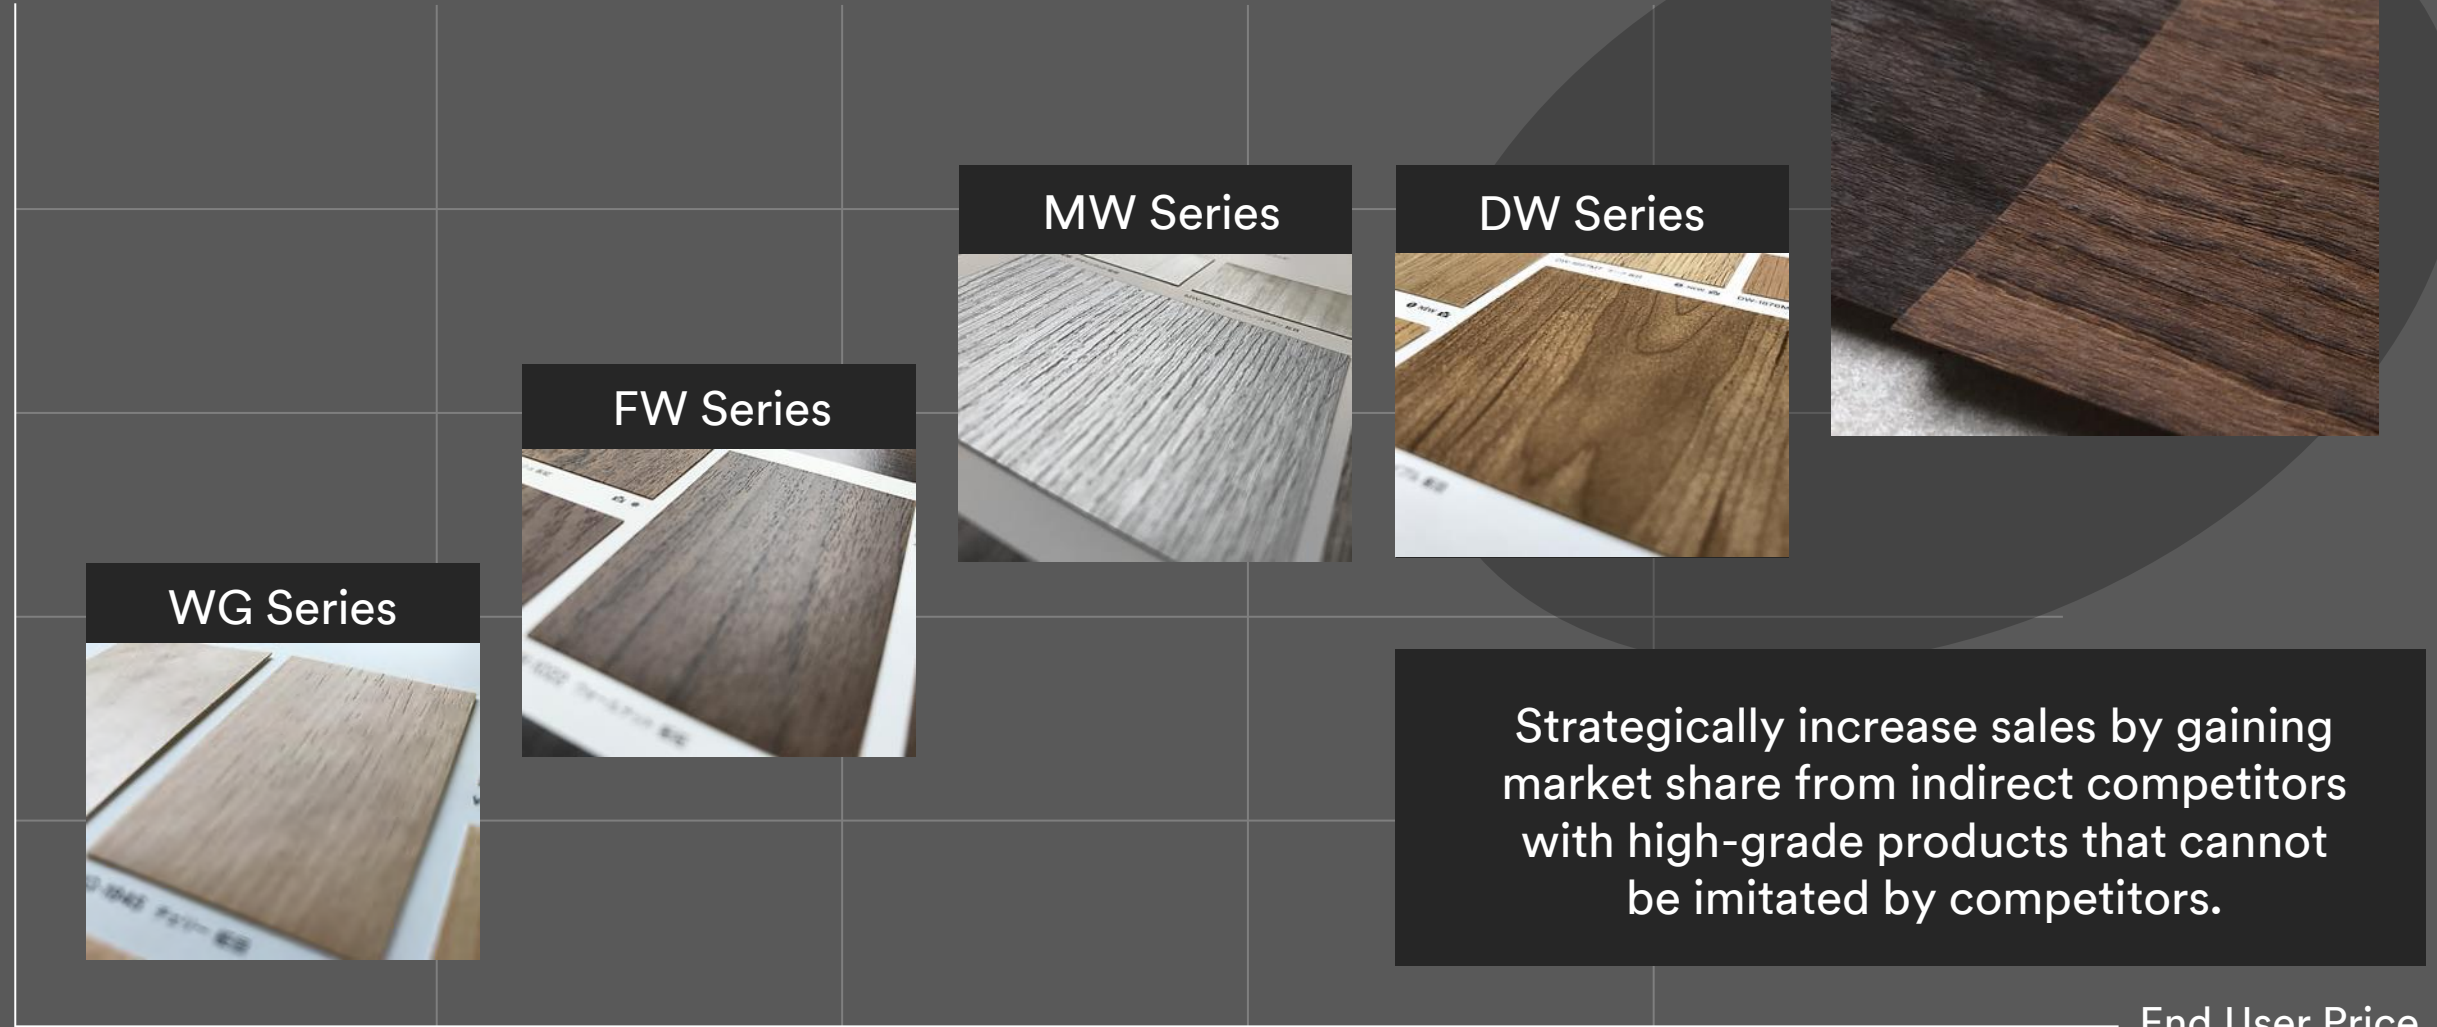 MW Series
DW Series
FW Series
WG Series
Strategically increase sales by gaining
market share from indirect competitors
with high-grade products that cannot
be imitated by competitors.
End User Price